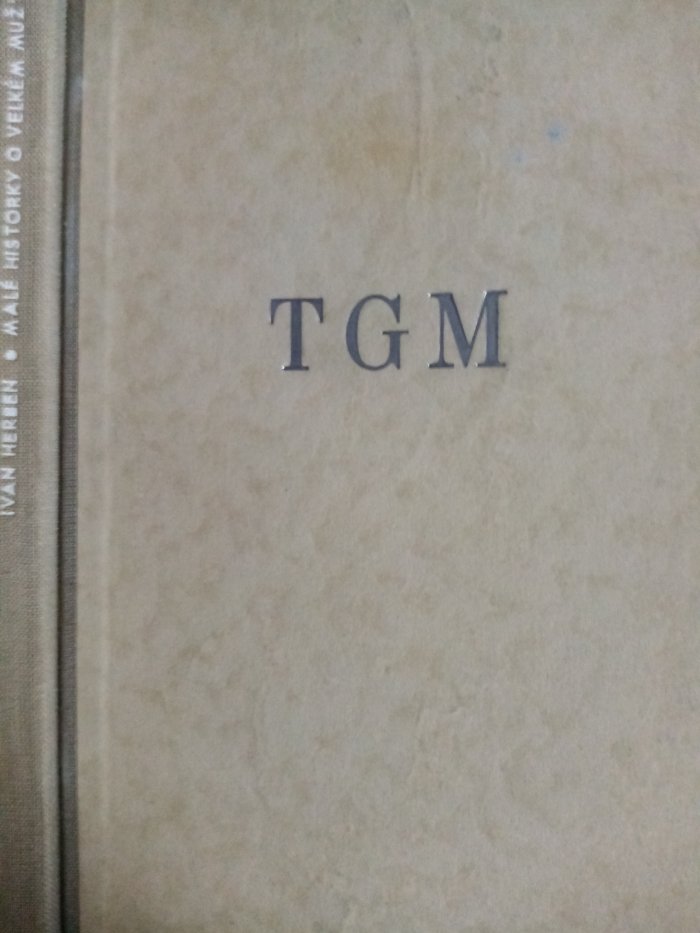 IVAN HERBEN • MALÉ HISTORKY O VELKÉM MUŽ
TGM